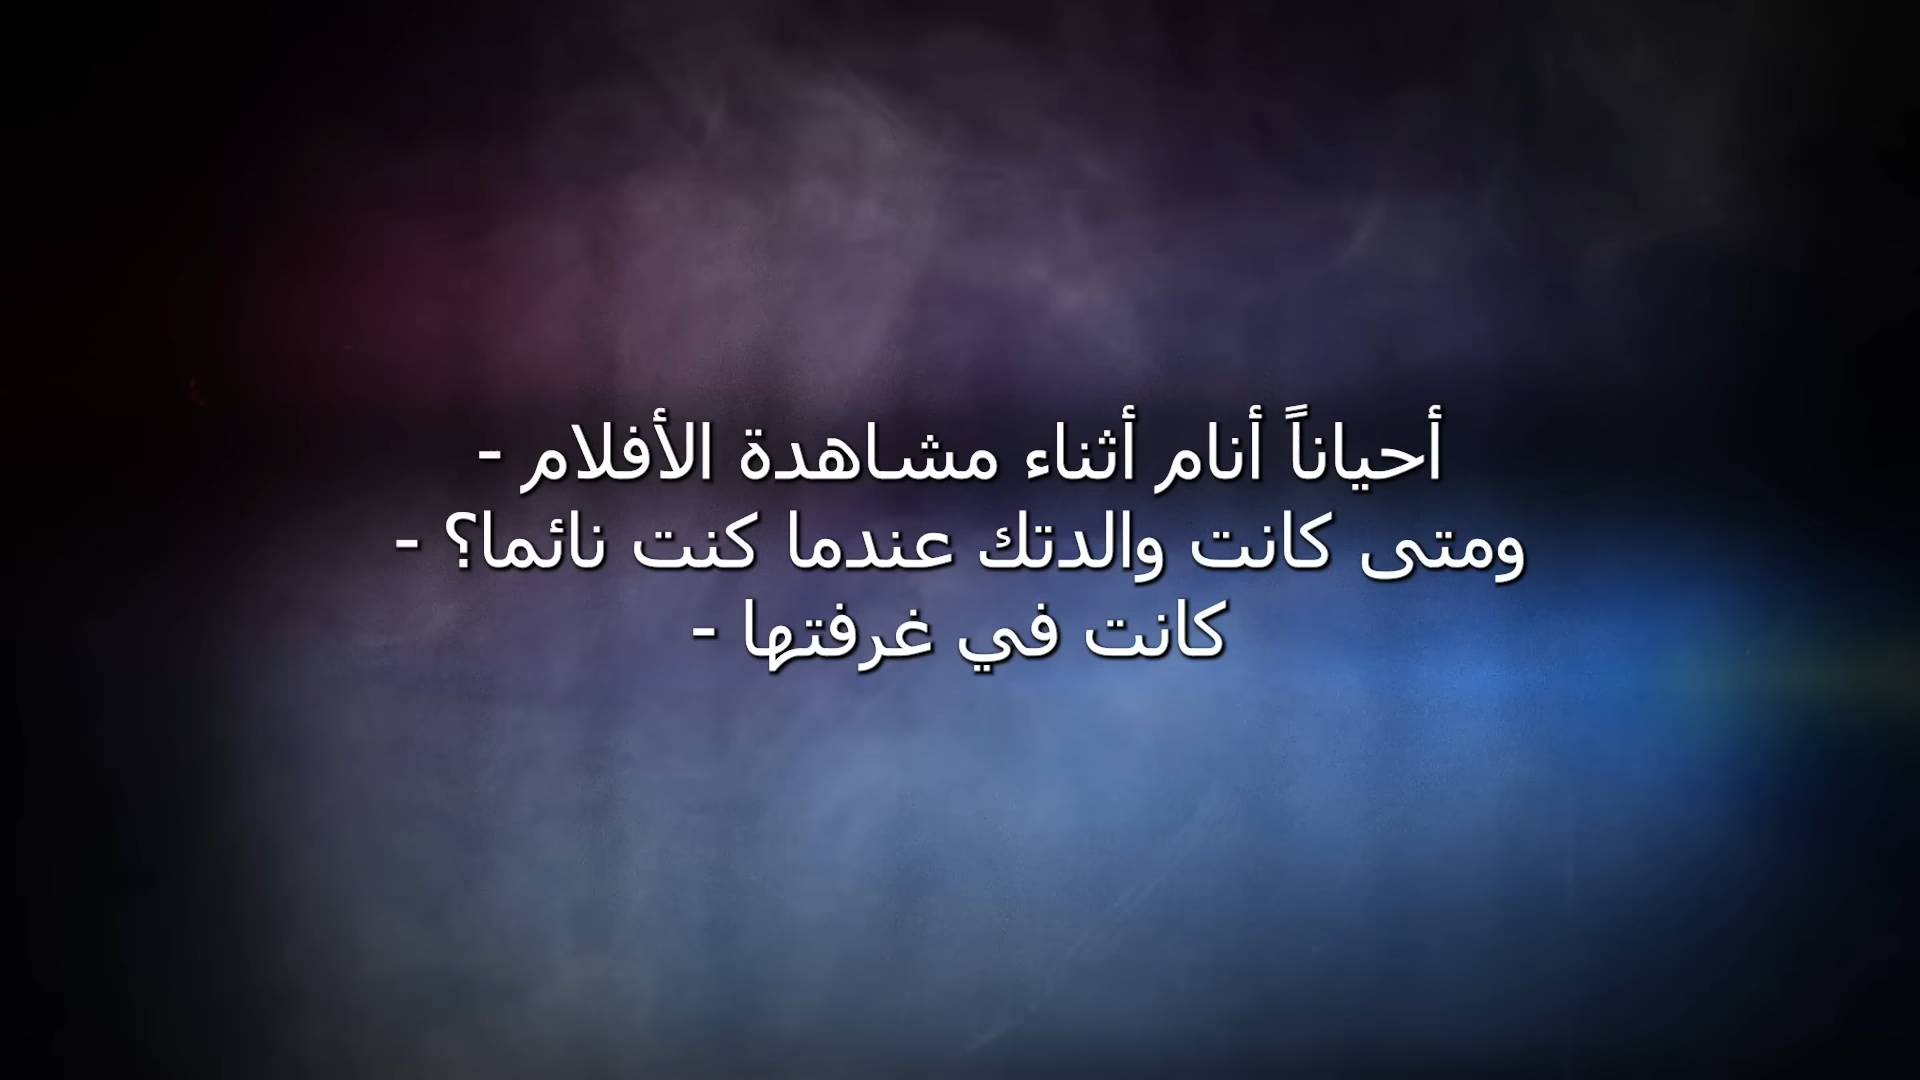 أحياناً أنام أثناء مشاهدة الأفلام -
ومتى كانت والدتك عندما كنت نائما؟ -
كانت في غرفتها -